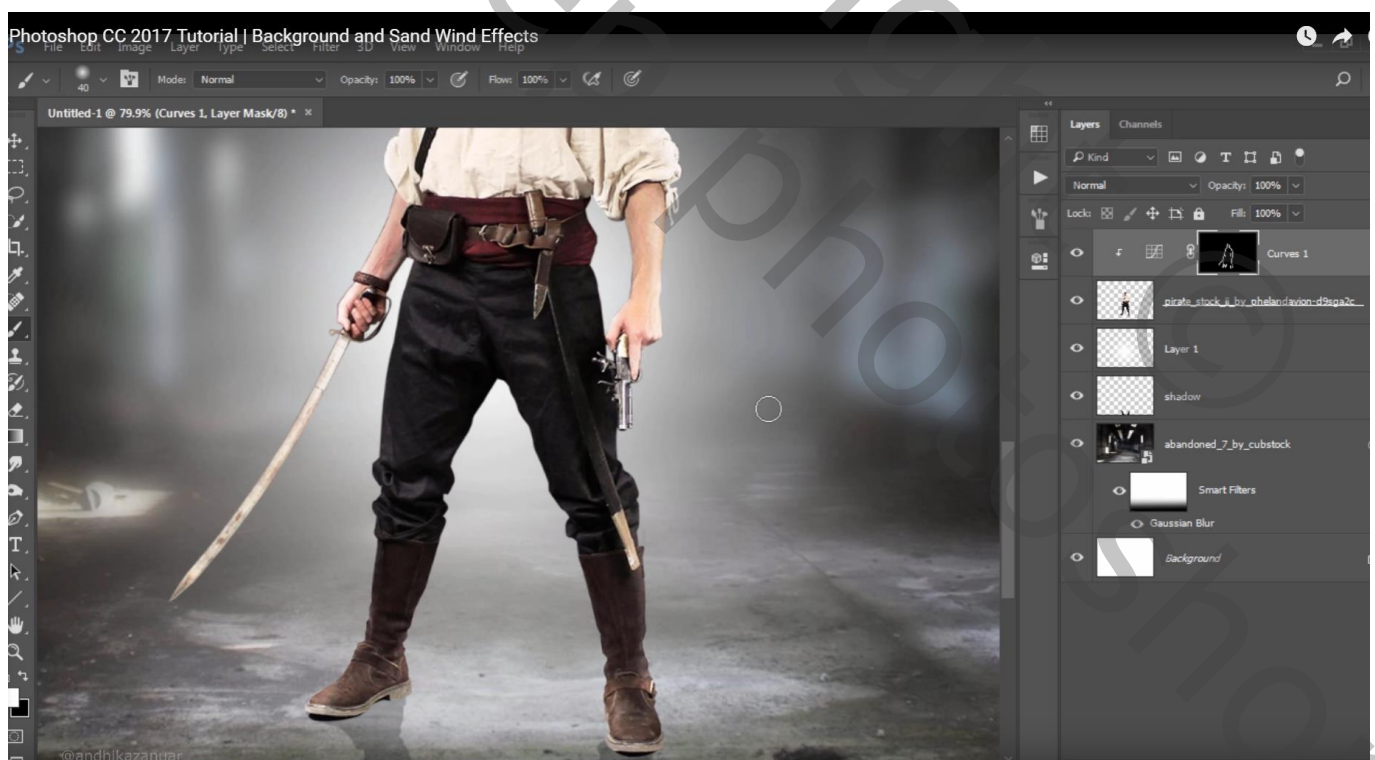 Photoshop CC 2017 Tutorial | Background and Sand Wind Effects
File Edit Image Layer Type Select Filter 3D View Window Help
40 Mode: Normal Opacity: 100% Flow: 100%
Untitled-1 @ 79.9% (Curves 1, Layer Mask/8) *
Layers Channels
Kind
Normal Opacity: 100%
Lock: Fill: 100%
Curves 1
pirate_stock_ii_by_phelandavion-d9sga2c
Layer 1
shadow
abandoned_7_by_cubstock
Smart Filters
Gaussian Blur
Background
@andhikazanuar